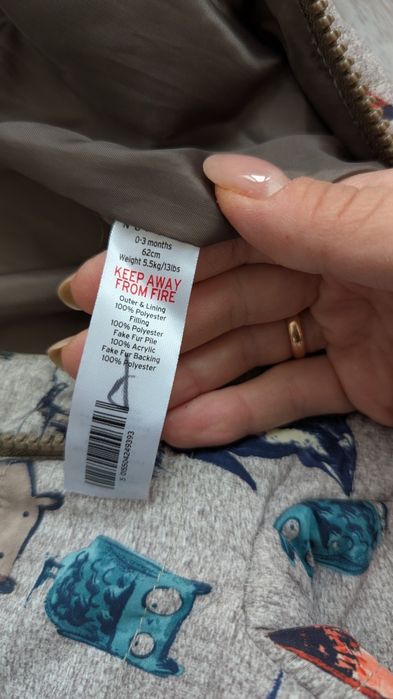 0-3 months
62cm
Weight 5.5kg/13lbs
KEEP AWAY
FROM FIRE
Outer & Lining
100% Polyester
Filling
100% Polyester
Fake Fur Pile
100% Acrylic
Fake Fur Backing
100% Polyester